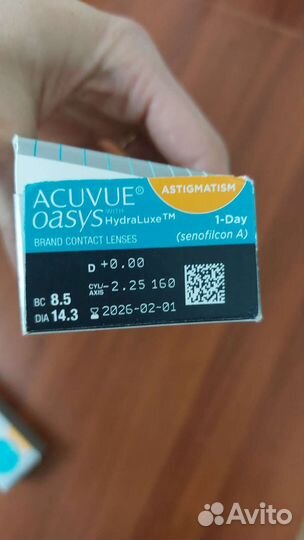 ACUVUE®
ASTIGMATISM
oasys WITH HydraLuxe™
1-Day
BRAND CONTACT LENSES
(senofilcon A)
D +0.00
BC 8.5
CYL/AXIS -2.25 160
DIA 14.3
2026-02-01
Avito